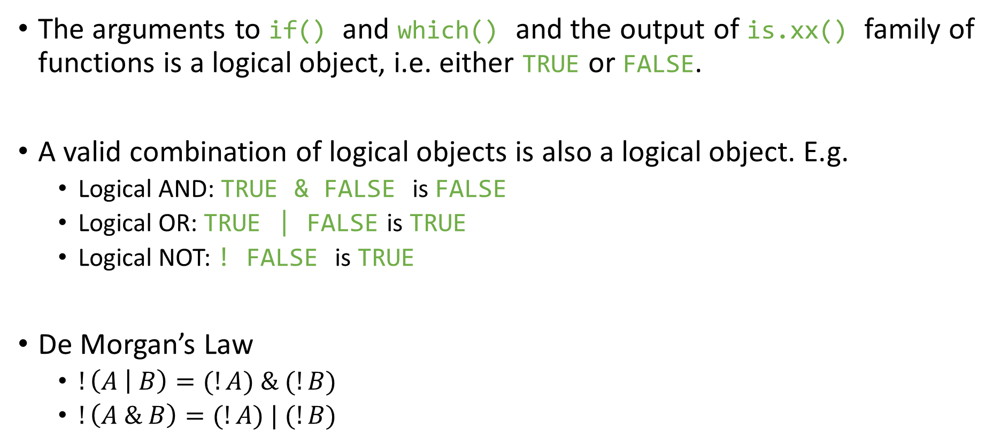 • The arguments to if() and which() and the output of is.xx() family of
functions is a logical object, i.e. either TRUE or FALSE.
• A valid combination of logical objects is also a logical object. E.g.
• Logical AND: TRUE & FALSE is FALSE
• Logical OR: TRUE | FALSE is TRUE
• Logical NOT: ! FALSE is TRUE
• De Morgan’s Law
• !(A | B) = (! A) & (! B)
• !(A & B) = (! A) | (! B)